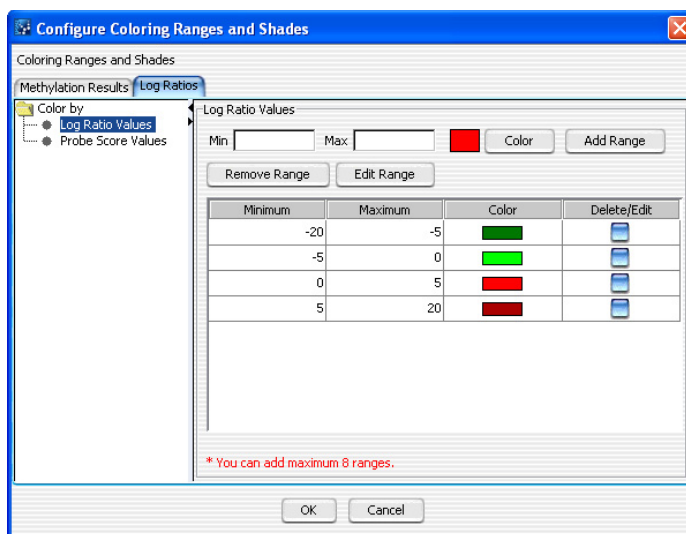 Configure Coloring Ranges and Shades
Coloring Ranges and Shades
Methylation Results Log Ratios
Color by
Log Ratio Values
Probe Score Values
Log Ratio Values
Min Max Color Add Range
Remove Range Edit Range
Minimum Maximum Color Delete/Edit
-20 -5
-5 0
0 5
5 20
* You can add maximum 8 ranges.
OK Cancel